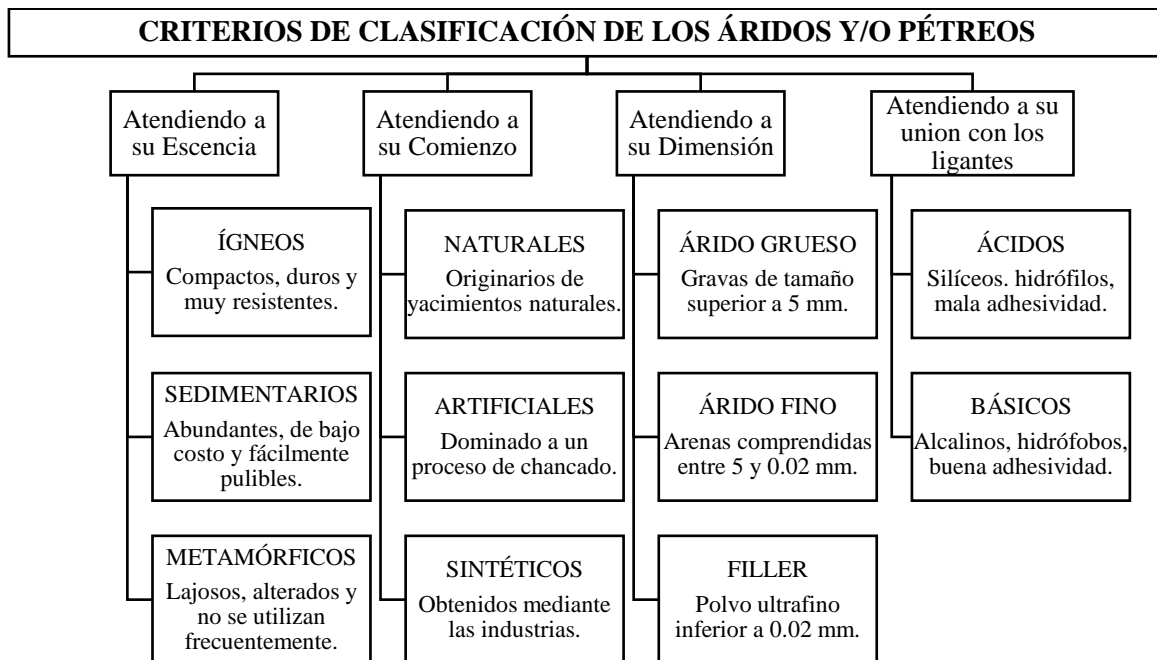 CRITERIOS DE CLASIFICACIÓN DE LOS ÁRIDOS Y/O PÉTREOS
Atendiendo a
su Escencia
ÍGNEOS
Compactos, duros y
muy resistentes.
SEDIMENTARIOS
Abundantes, de bajo
costo y fácilmente
pulibles.
METAMÓRFICOS
Lajosos, alterados y
no se utilizan
frecuentemente.
Atendiendo a
su Comienzo
NATURALES
Originarios de
yacimientos naturales.
ARTIFICIALES
Dominado a un
proceso de chancado.
SINTÉTICOS
Obtenidos mediante
las industrias.
Atendiendo a
su Dimensión
ÁRIDO GRUESO
Gravas de tamaño
superior a 5 mm.
ÁRIDO FINO
Arenas comprendidas
entre 5 y 0.02 mm.
FILLER
Polvo ultrafino
inferior a 0.02 mm.
Atendiendo a su
union con los
ligantes
ÁCIDOS
Silíceos. hidrófilos,
mala adhesividad.
BÁSICOS
Alcalinos, hidrófobos,
buena adhesividad.